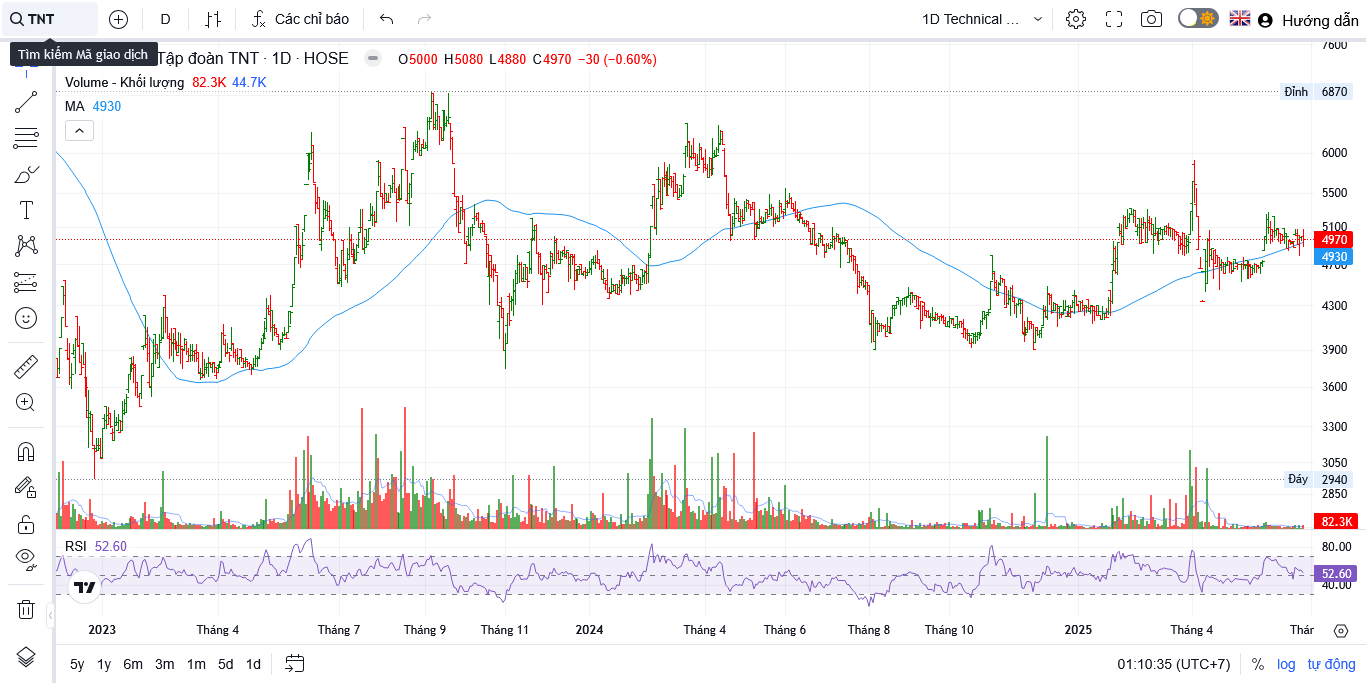 TNT
D
Các chỉ báo
1D Technical ...
Hướng dẫn
Tìm kiếm Mã giao dịch
Tập đoàn TNT · 1D · HOSE
O5000 H5080 L4880 C4970 −30 (−0.60%)
Volume - Khối lượng 82.3K 44.7K
MA 4930
7600
Đỉnh 6870
6000
5500
5100
4970
4930
4700
4300
3900
3600
3300
3050
Đáy 2940
2850
82.3K
RSI 52.60
80.00
52.60
40.00
2023 Tháng 4 Tháng 7 Tháng 9 Tháng 11 2024 Tháng 4 Tháng 6 Tháng 8 Tháng 10 2025 Tháng 4 Thár
5y 1y 6m 3m 1m 5d 1d
01:10:35 (UTC+7) % log tự động